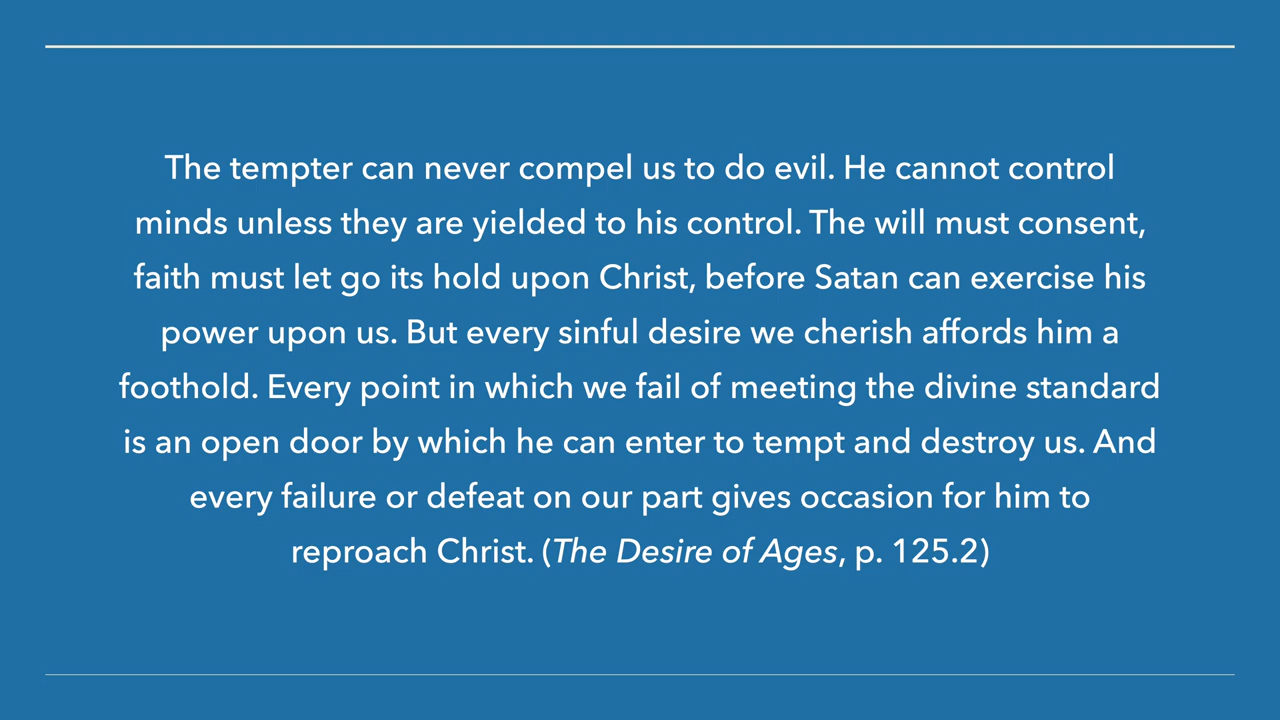 The tempter can never compel us to do evil. He cannot control
minds unless they are yielded to his control. The will must consent,
faith must let go its hold upon Christ, before Satan can exercise his
power upon us. But every sinful desire we cherish affords him a
foothold. Every point in which we fail of meeting the divine standard
is an open door by which he can enter to tempt and destroy us. And
every failure or defeat on our part gives occasion for him to
reproach Christ. (The Desire of Ages, p. 125.2)